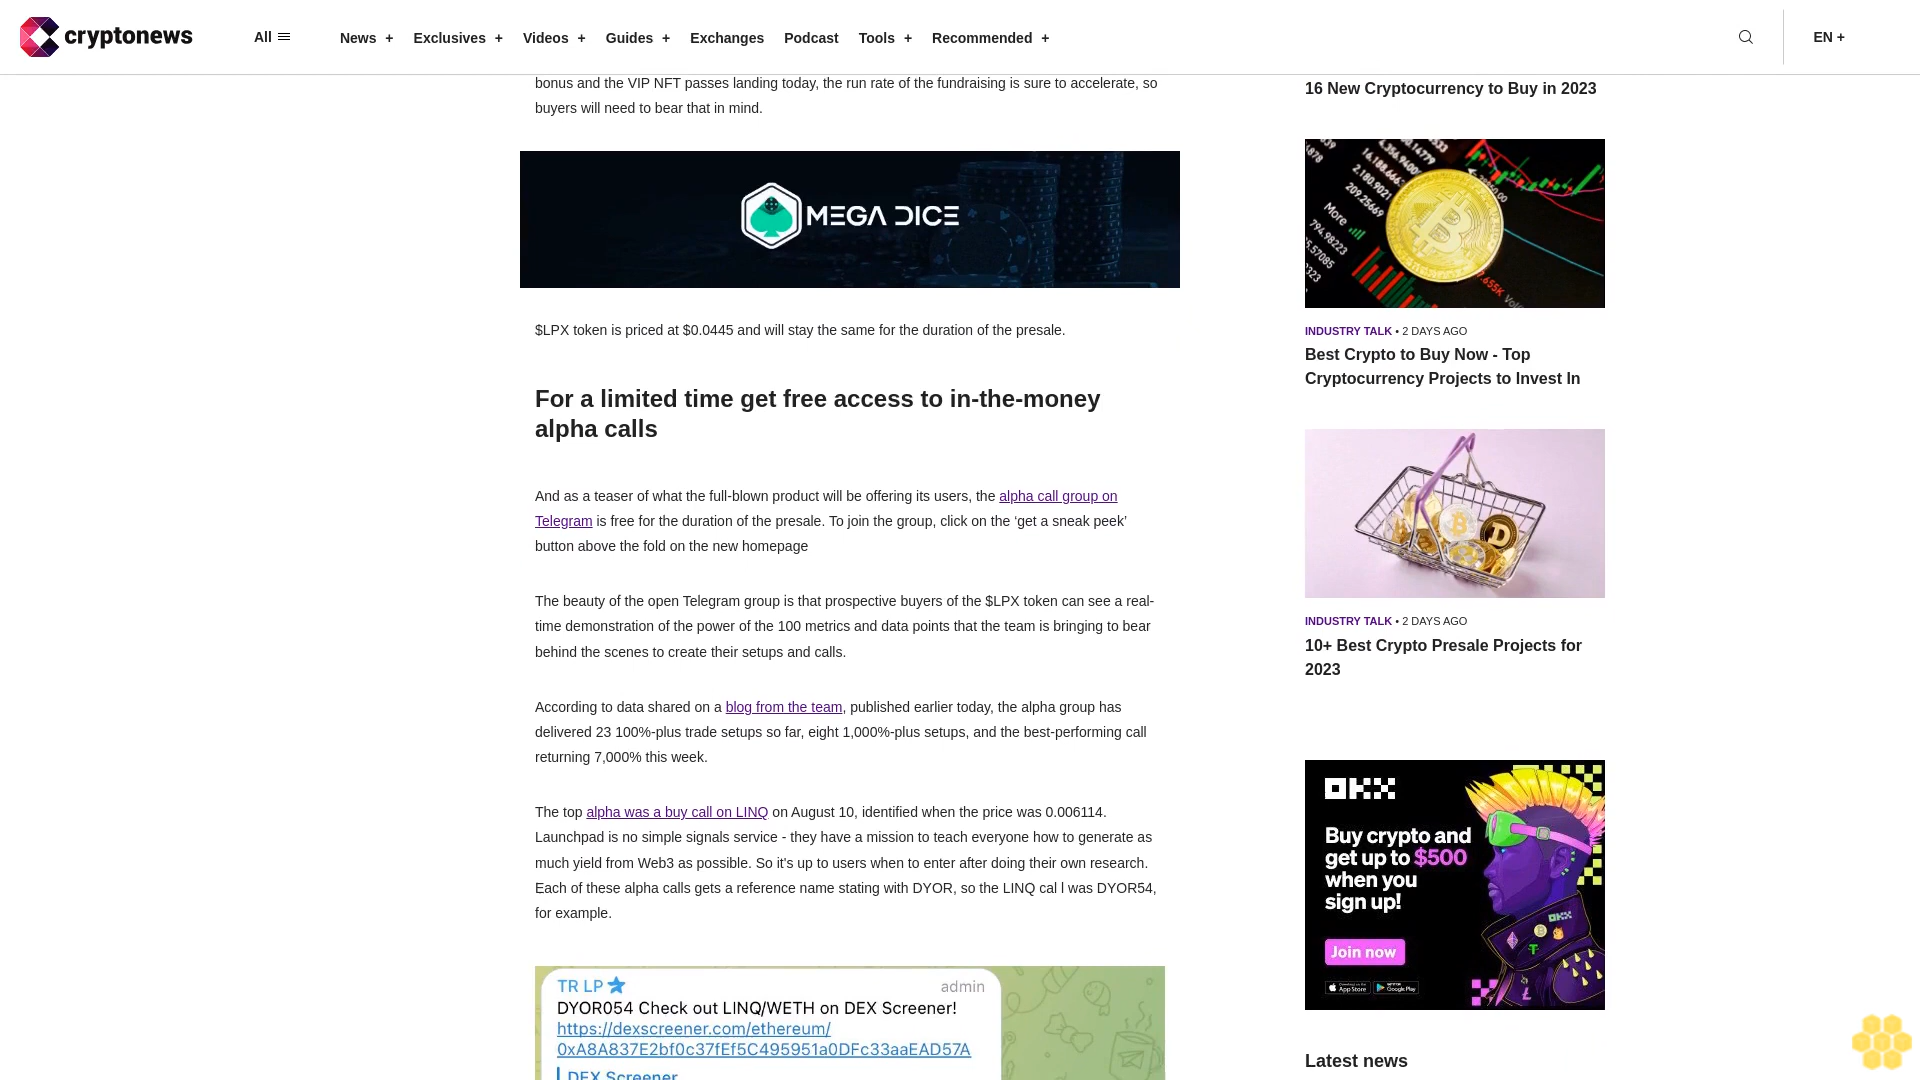 cryptonews
All
News +
Exclusives +
Videos +
Guides +
Exchanges
Podcast
Tools +
Recommended +
EN +
bonus and the VIP NFT passes landing today, the run rate of the fundraising is sure to accelerate, so
buyers will need to bear that in mind.
MEGA DICE
$LPX token is priced at $0.0445 and will stay the same for the duration of the presale.
For a limited time get free access to in-the-money
alpha calls
And as a teaser of what the full-blown product will be offering its users, the alpha call group on
Telegram is free for the duration of the presale. To join the group, click on the ‘get a sneak peek’
button above the fold on the new homepage
The beauty of the open Telegram group is that prospective buyers of the $LPX token can see a real-
time demonstration of the power of the 100 metrics and data points that the team is bringing to bear
behind the scenes to create their setups and calls.
According to data shared on a blog from the team, published earlier today, the alpha group has
delivered 23 100%-plus trade setups so far, eight 1,000%-plus setups, and the best-performing call
returning 7,000% this week.
The top alpha was a buy call on LINQ on August 10, identified when the price was 0.006114.
Launchpad is no simple signals service - they have a mission to teach everyone how to generate as
much yield from Web3 as possible. So it's up to users when to enter after doing their own research.
Each of these alpha calls gets a reference name stating with DYOR, so the LINQ cal l was DYOR54,
for example.
TR LP
admin
DYOR054 Check out LINQ/WETH on DEX Screener!
https://dexscreener.com/ethereum/
0xA8A837E2bf0c37fEf5C495951a0DFc33aaEAD57A
DEX Screener
16 New Cryptocurrency to Buy in 2023
More
INDUSTRY TALK • 2 DAYS AGO
Best Crypto to Buy Now - Top
Cryptocurrency Projects to Invest In
INDUSTRY TALK • 2 DAYS AGO
10+ Best Crypto Presale Projects for
2023
OKX
Buy crypto and
get up to $500
when you
sign up!
Join now
App Store
Google Play
Latest news